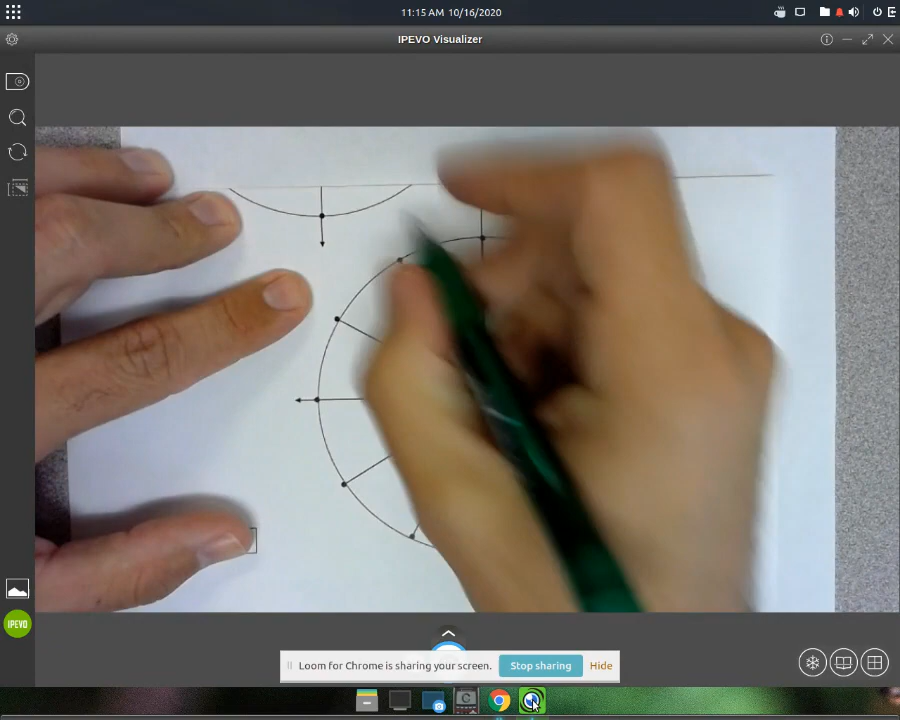 11:15 AM 10/16/2020
IPEVO Visualizer
IPEVO
Loom for Chrome is sharing your screen.
Stop sharing
Hide
C